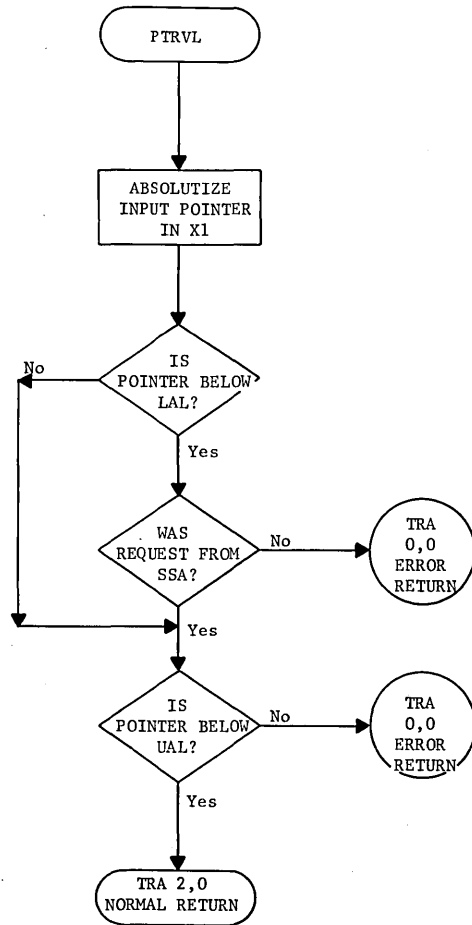 PTRVL
ABSOLUTIZE
INPUT POINTER
IN X1
No
IS
POINTER BELOW
LAL?
Yes
WAS
REQUEST FROM
SSA?
No
TRA
0,0
ERROR
RETURN
Yes
IS
POINTER BELOW
UAL?
No
TRA
0,0
ERROR
RETURN
Yes
TRA 2,0
NORMAL RETURN